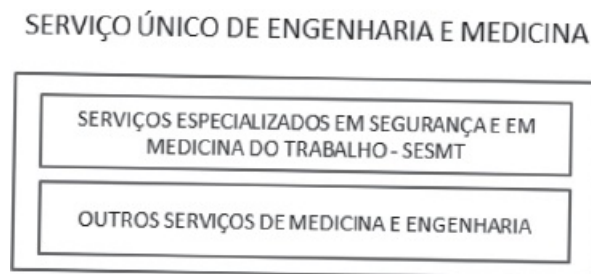 SERVIÇO ÚNICO DE ENGENHARIA E MEDICINA
SERVIÇOS ESPECIALIZADOS EM SEGURANÇA E EM
MEDICINA DO TRABALHO - SESMT
OUTROS SERVIÇOS DE MEDICINA E ENGENHARIA